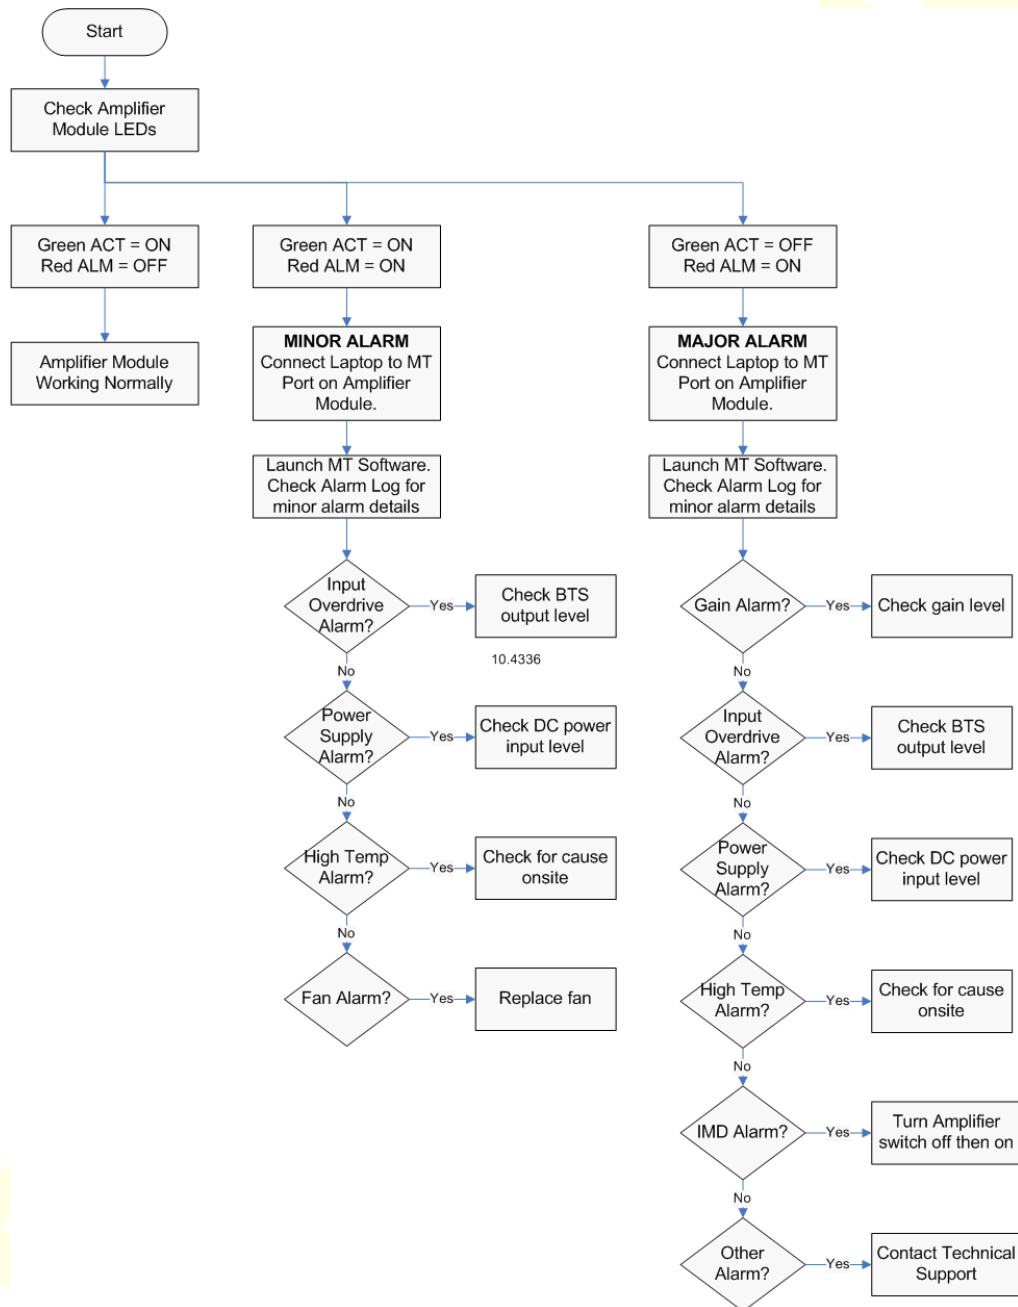 Start
Check Amplifier
Module LEDs
Green ACT = ON
Red ALM = OFF
Amplifier Module
Working Normally
Green ACT = ON
Red ALM = ON
MINOR ALARM
Connect Laptop to MT
Port on Amplifier
Module.
Launch MT Software.
Check Alarm Log for
minor alarm details
Input
Overdrive
Alarm?
Yes
Check BTS
output level
10.4336
No
Power
Supply
Alarm?
Yes
Check DC power
input level
No
High Temp
Alarm?
Yes
Check for cause
onsite
No
Fan Alarm?
Yes
Replace fan
Green ACT = OFF
Red ALM = ON
MAJOR ALARM
Connect Laptop to MT
Port on Amplifier
Module.
Launch MT Software.
Check Alarm Log for
minor alarm details
Gain Alarm?
Yes
Check gain level
No
Input
Overdrive
Alarm?
Yes
Check BTS
output level
No
Power
Supply
Alarm?
Yes
Check DC power
input level
No
High Temp
Alarm?
Yes
Check for cause
onsite
No
IMD Alarm?
Yes
Turn Amplifier
switch off then on
No
Other
Alarm?
Yes
Contact Technical
Support